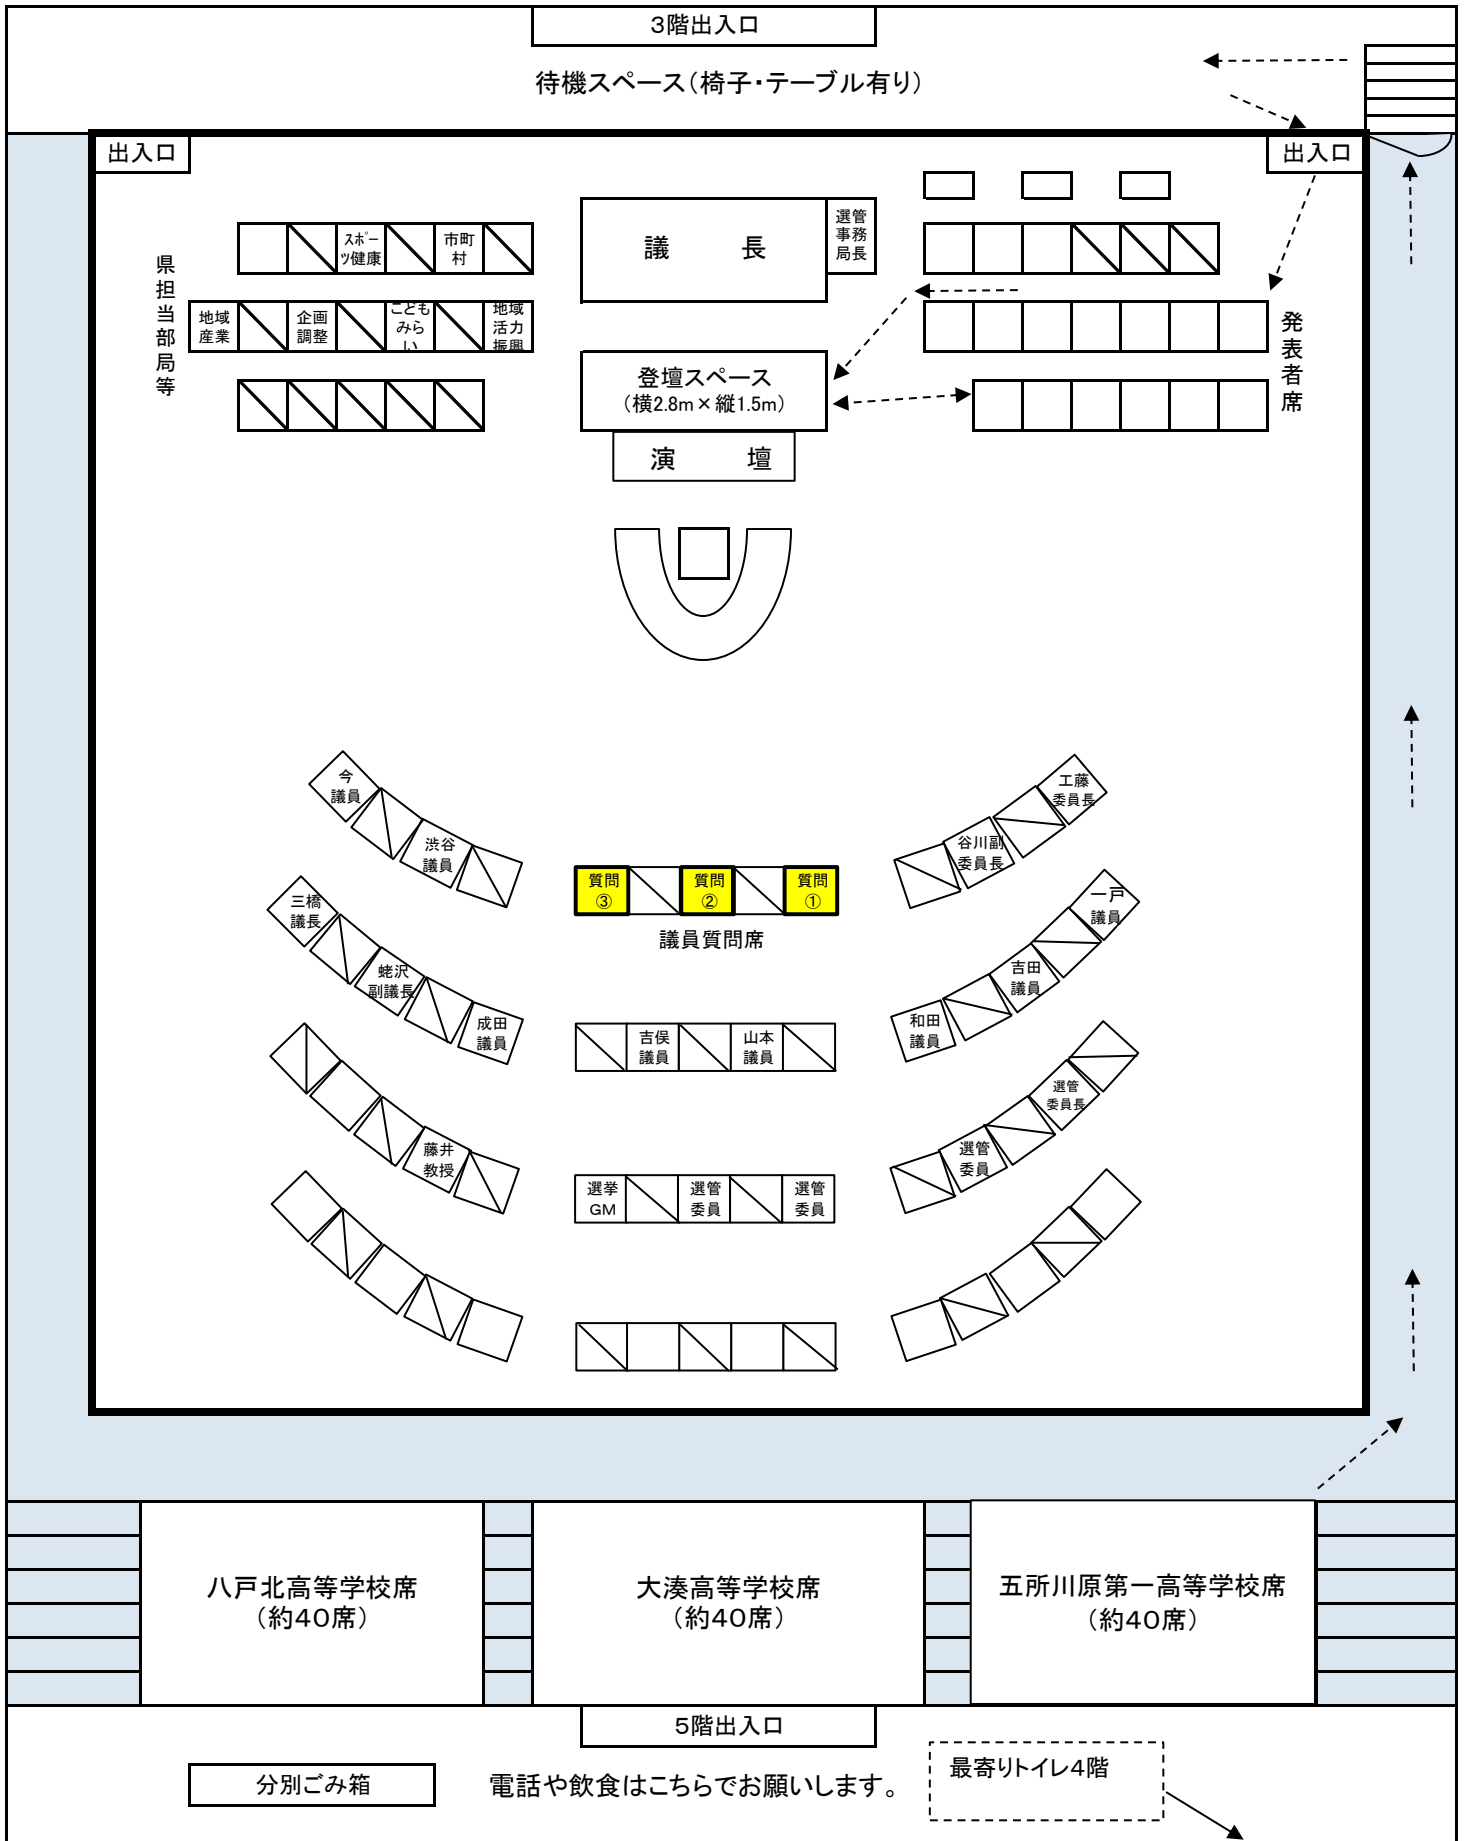 ３階出入口
待機スペース（椅子・テーブル有り）
出入口
出入口
県担当部局等
スポー
ツ健康
市町
村
議　　長
選管
事務
局長
地域
産業
企画
調整
こども
みら
い
地域
活力
振興
発表者席
登壇スペース
（横2.8m×縦1.5m）
演　　壇
今
議員
渋谷
議員
工藤
委員長
谷川副
委員長
質問
③
質問
②
質問
①
議員質問席
三橋
議長
蛯沢
副議長
成田
議員
一戸
議員
吉田
議員
和田
議員
吉俣
議員
山本
議員
藤井
教授
選管
委員長
選管
委員
選挙
GM
選管
委員
選管
委員
八戸北高等学校席
（約４０席）
大湊高等学校席
（約４０席）
五所川原第一高等学校席
（約４０席）
５階出入口
分別ごみ箱
電話や飲食はこちらでお願いします。
最寄りトイレ４階